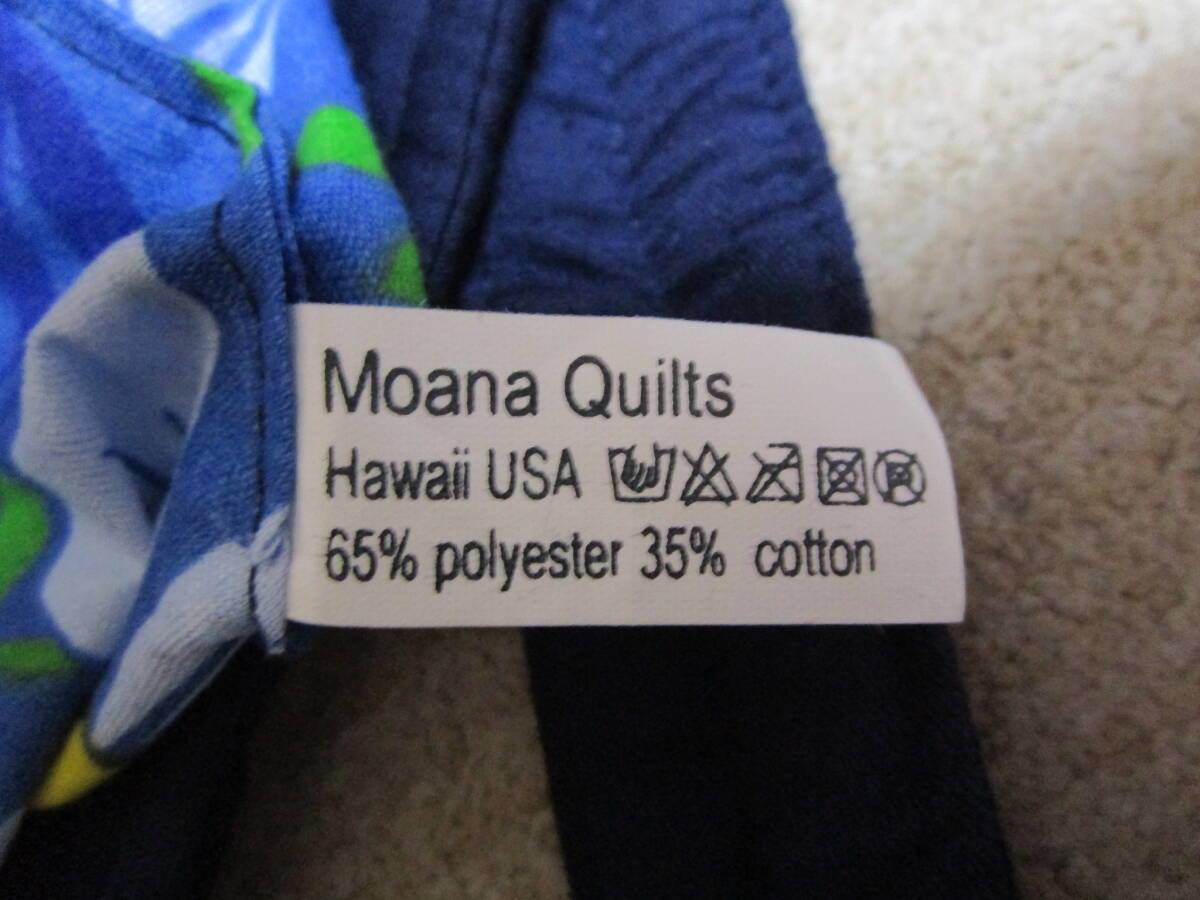 Moana Quilts
Hawaii USA
65% polyester 35% cotton